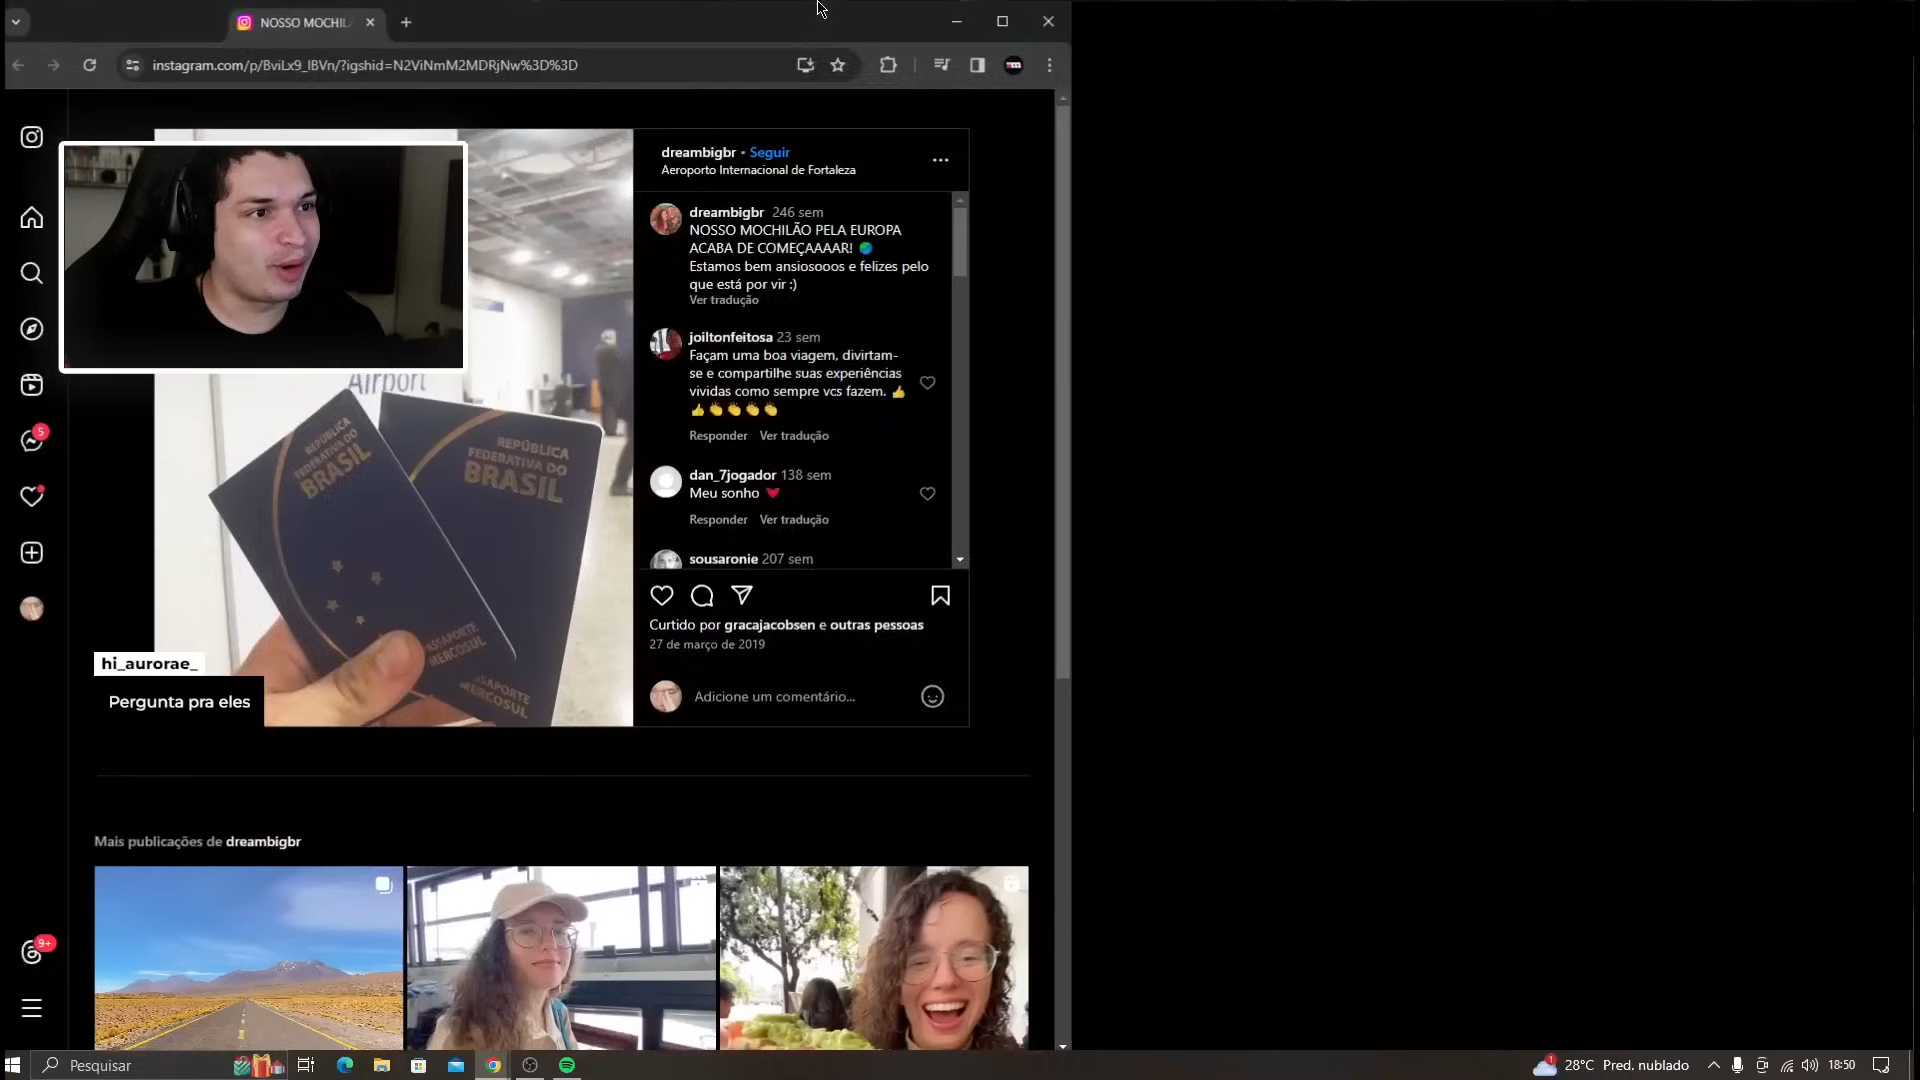 NOSSO MOCHIL
instagram.com/p/BviLx9_lBVn/?igshid=N2ViNmM2MDRjNw%3D%3D
dreambigbr • Seguir
Aeroporto Internacional de Fortaleza
dreambigbr 246 sem
NOSSO MOCHILÃO PELA EUROPA
ACABA DE COMEÇAAAAR! 🌍
Estamos bem ansiosooos e felizes pelo
que está por vir :)
Ver tradução
joiltonfeitosa 23 sem
Façam uma boa viagem, divirtam-
se e compartilhe suas experiências
vividas como sempre vcs fazem. 👍
👍👏👏👏👏
Responder Ver tradução
dan_7jogador 138 sem
Meu sonho ❤️
Responder Ver tradução
sousaronie 207 sem
Curtido por gracajacobsen e outras pessoas
27 de março de 2019
Adicione um comentário...
Airport
REPÚBLICA
FEDERATIVA DO
BRASIL
PASSAPORTE
MERCOSUL
REPÚBLICA
FEDERATIVA DO
BRASIL
SAPORTE
MERCOSUL
5
hi_aurorae_
Pergunta pra eles
Mais publicações de dreambigbr
9+
Pesquisar
1
28°C Pred. nublado
18:50